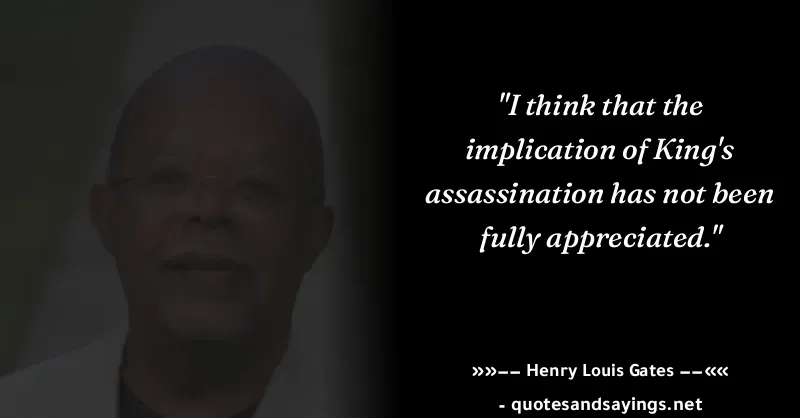 "I think that the
implication of King's
assassination has not been
fully appreciated."
»»−− Henry Louis Gates −−««
- quotesandsayings.net